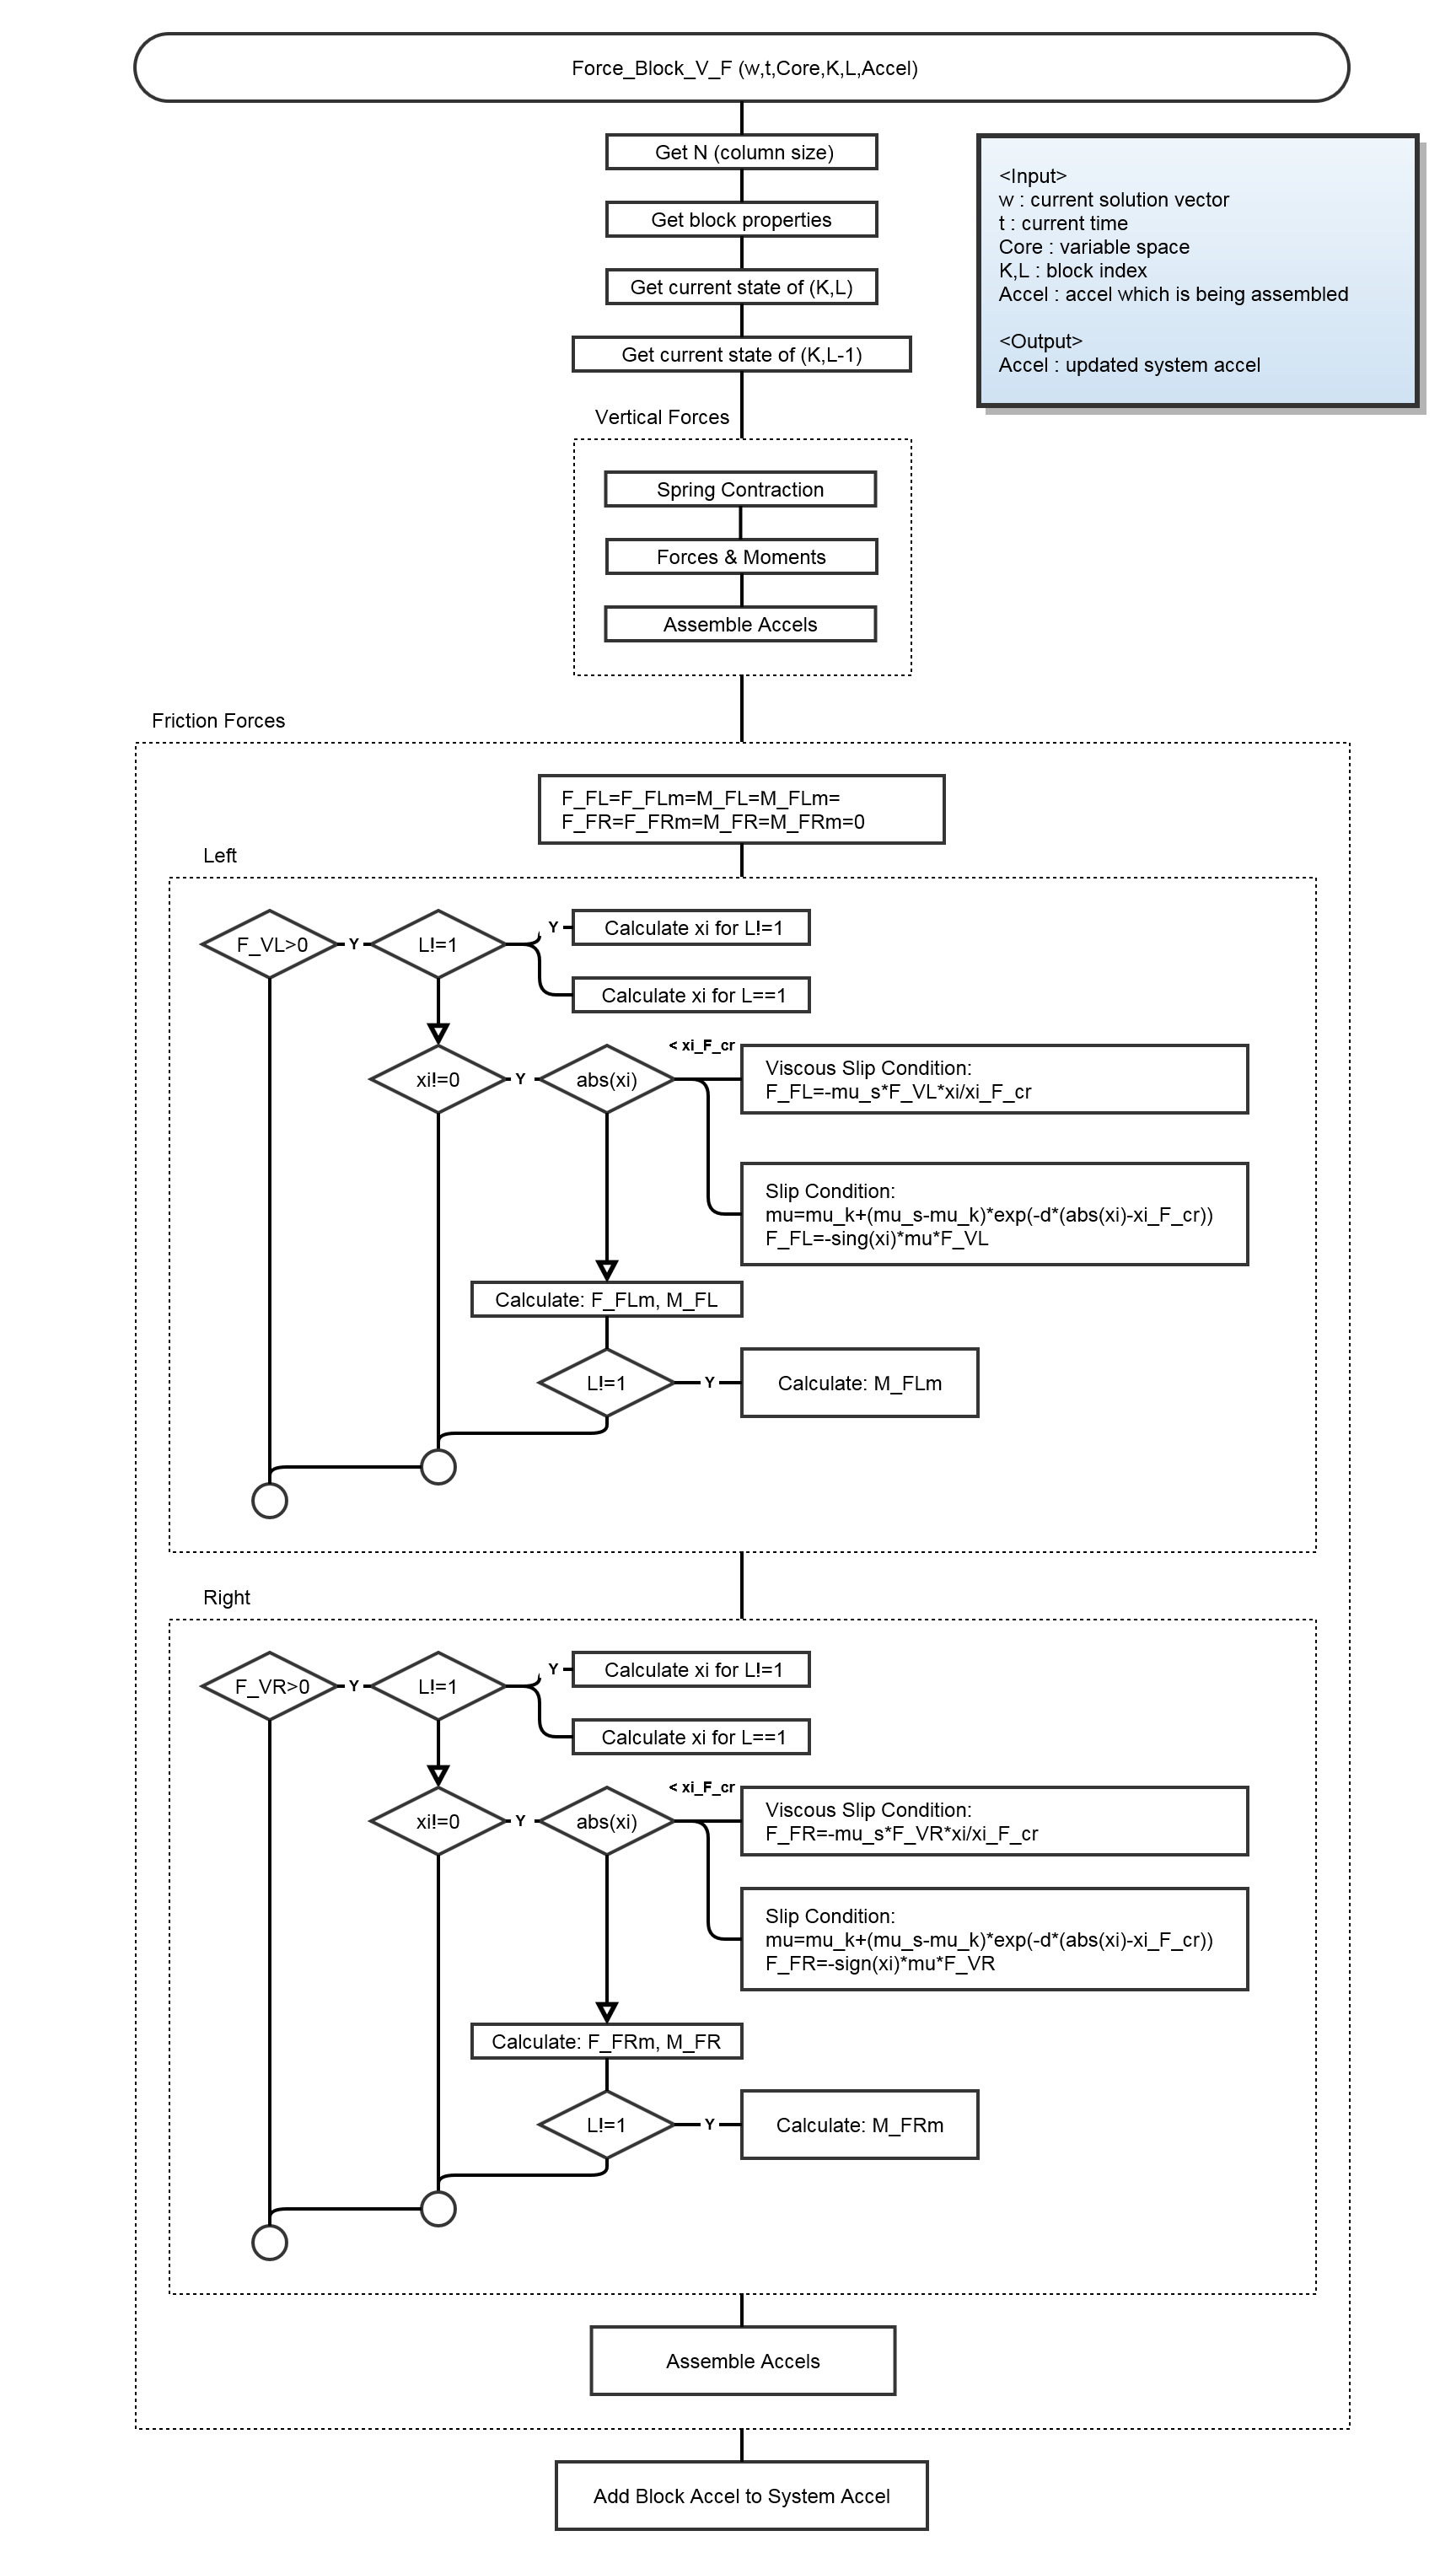 Force_Block_V_F (w,t,Core,K,L,Accel)
Get N (column size)
Get block properties
Get current state of (K,L)
Get current state of (K,L-1)
<Input>
w : current solution vector
t : current time
Core : variable space
K,L : block index
Accel : accel which is being assembled
<Output>
Accel : updated system accel
Vertical Forces
Spring Contraction
Forces & Moments
Assemble Accels
Friction Forces
F_FL=F_FLm=M_FL=M_FLm=
F_FR=F_FRm=M_FR=M_FRm=0
Left
F_VL>0
Y
L!=1
Y
Calculate xi for L!=1
Calculate xi for L==1
xi!=0
Y
abs(xi)
< xi_F_cr
Viscous Slip Condition:
F_FL=-mu_s*F_VL*xi/xi_F_cr
Slip Condition:
mu=mu_k+(mu_s-mu_k)*exp(-d*(abs(xi)-xi_F_cr))
F_FL=-sing(xi)*mu*F_VL
Calculate: F_FLm, M_FL
L!=1
Y
Calculate: M_FLm
Right
F_VR>0
Y
L!=1
Y
Calculate xi for L!=1
Calculate xi for L==1
xi!=0
Y
abs(xi)
< xi_F_cr
Viscous Slip Condition:
F_FR=-mu_s*F_VR*xi/xi_F_cr
Slip Condition:
mu=mu_k+(mu_s-mu_k)*exp(-d*(abs(xi)-xi_F_cr))
F_FR=-sign(xi)*mu*F_VR
Calculate: F_FRm, M_FR
L!=1
Y
Calculate: M_FRm
Assemble Accels
Add Block Accel to System Accel